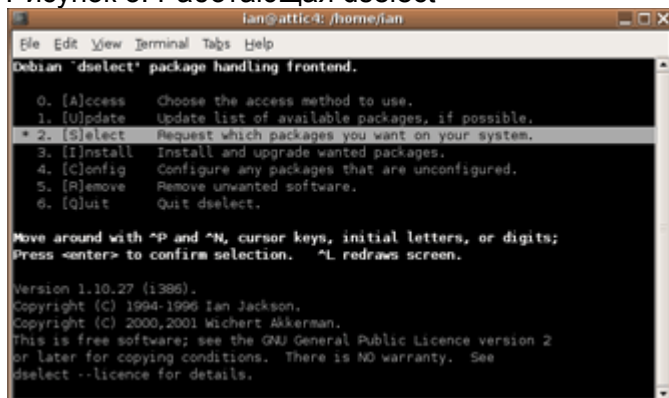 Рисунок 3. Работающая dselect
ian@attic4: /home/ian
File Edit View Terminal Tabs Help
Debian `dselect' package handling frontend.
0. [A]ccess Choose the access method to use.
1. [U]pdate Update list of available packages, if possible.
* 2. [S]elect Request which packages you want on your system.
3. [I]nstall Install and upgrade wanted packages.
4. [C]onfig Configure any packages that are unconfigured.
5. [R]emove Remove unwanted software.
6. [Q]uit Quit dselect.
Move around with ^P and ^N, cursor keys, initial letters, or digits;
Press <enter> to confirm selection. ^L redraws screen.
Version 1.10.27 (i386).
Copyright (C) 1994-1996 Ian Jackson.
Copyright (C) 2000,2001 Wichert Akkerman.
This is free software; see the GNU General Public Licence version 2
or later for copying conditions. There is NO warranty. See
dselect --licence for details.